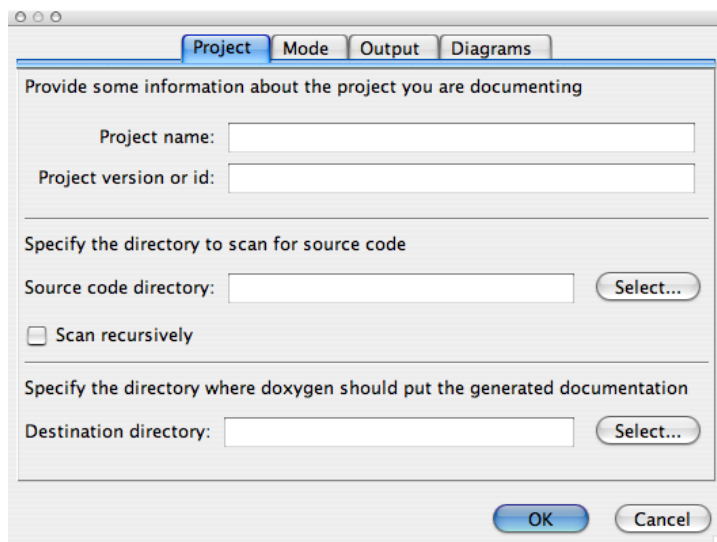 Project Mode Output Diagrams
Provide some information about the project you are documenting
Project name:
Project version or id:
Specify the directory to scan for source code
Source code directory: Select...
Scan recursively
Specify the directory where doxygen should put the generated documentation
Destination directory: Select...
OK Cancel